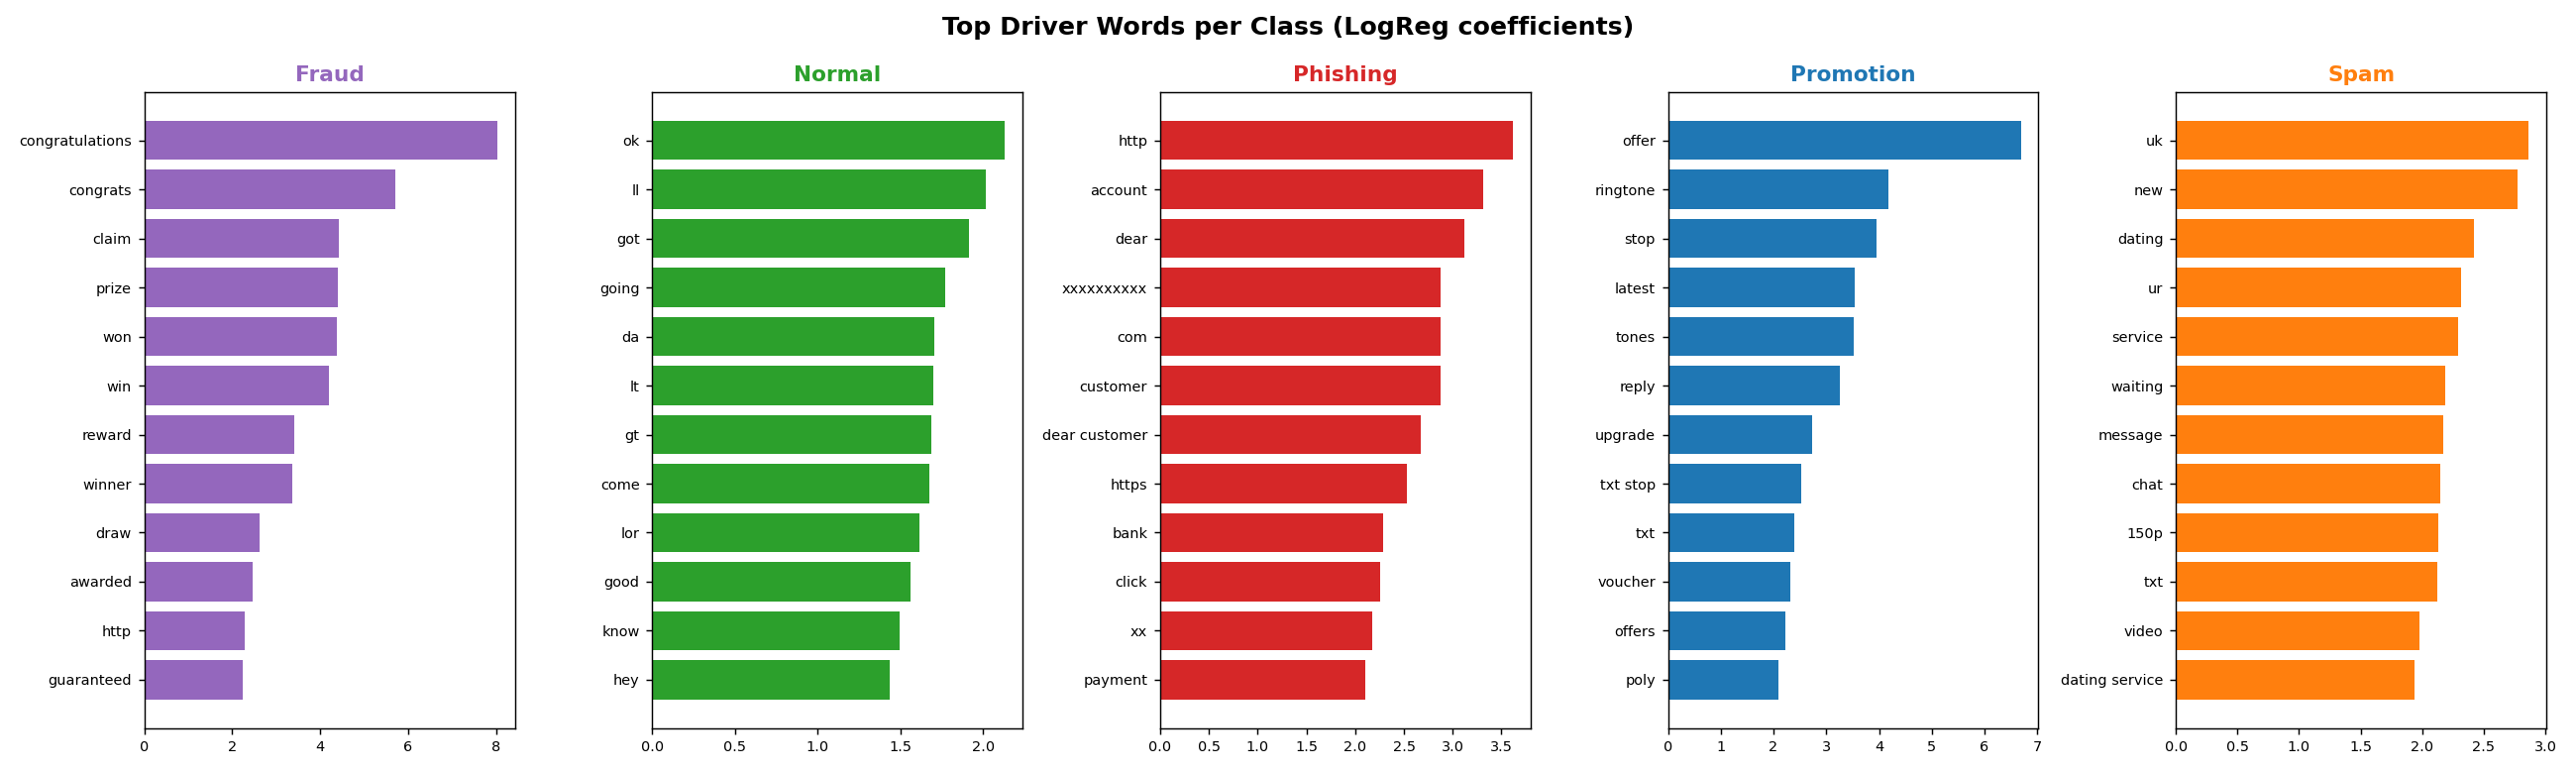 Top Driver Words per Class (LogReg coefficients)
Fraud
congratulations
congrats
claim
prize
won
win
reward
winner
draw
awarded
http
guaranteed
0 2 4 6 8
Normal
ok
ll
got
going
da
lt
gt
come
lor
good
know
hey
0.0 0.5 1.0 1.5 2.0
Phishing
http
account
dear
xxxxxxxxxx
com
customer
dear customer
https
bank
click
xx
payment
0.0 0.5 1.0 1.5 2.0 2.5 3.0 3.5
Promotion
offer
ringtone
stop
latest
tones
reply
upgrade
txt stop
txt
voucher
offers
poly
0 1 2 3 4 5 6 7
Spam
uk
new
dating
ur
service
waiting
message
chat
150p
txt
video
dating service
0.0 0.5 1.0 1.5 2.0 2.5 3.0